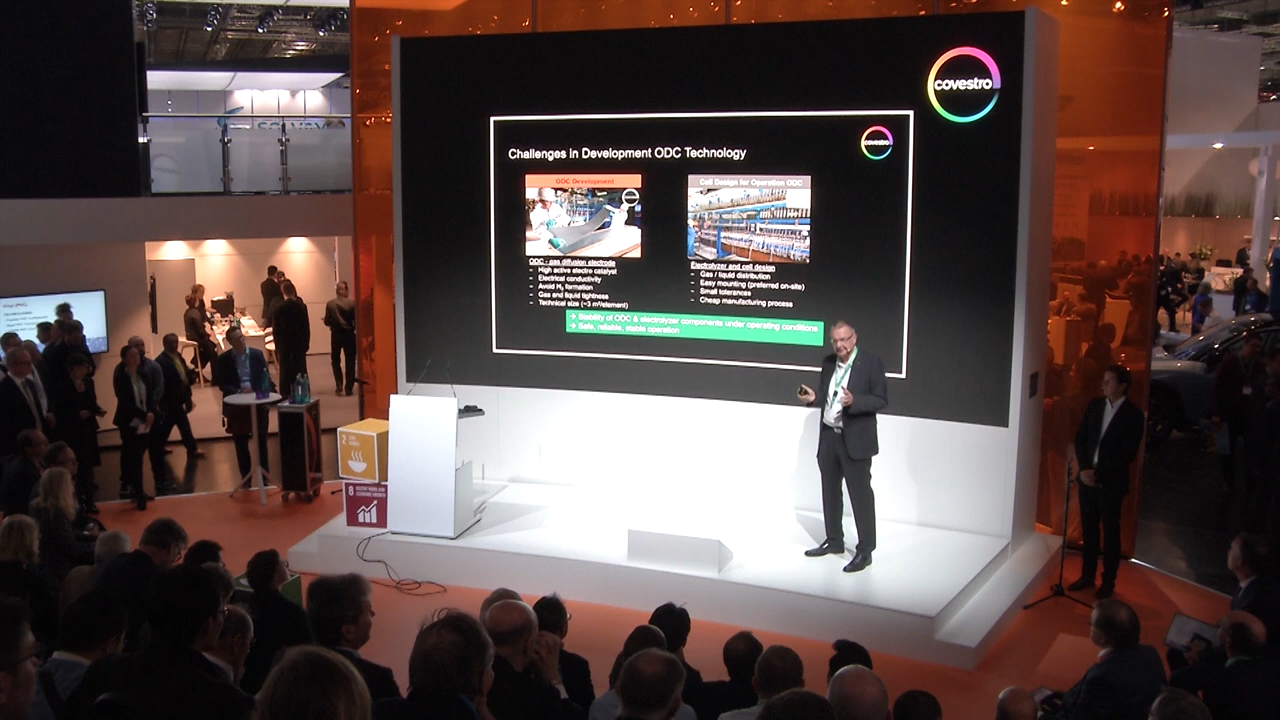 covestro
covestro
Challenges in Development ODC Technology
ODC Development
Cell Design for Operation ODC
ODC - gas diffusion electrode
- High active electro catalyst
- Electrical conductivity
- Avoid H₂ formation
- Gas and liquid tightness
- Technical size (~3 m²/element)
Electrolyzer and cell design
- Gas / liquid distribution
- Easy mounting (preferred on-site)
- Small tolerances
- Cheap manufacturing process
→ Stability of ODC & electrolyzer components under operating conditions
→ Safe, reliable, stable operation
2
8